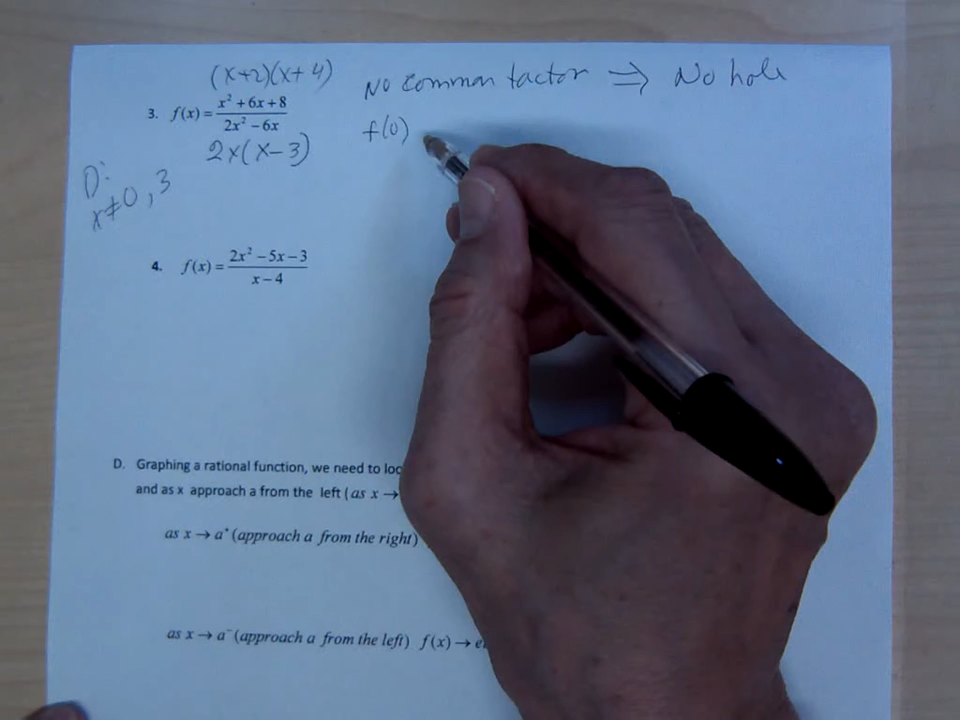 (x+2)(x+4)
No common factor ⇒ No hole
3. f(x) = x² + 6x + 8 / 2x² − 6x
f(0)
2x(x−3)
D:
x≠0, 3
4. f(x) = 2x² − 5x − 3 / x − 4
D. Graphing a rational function, we need to
and as x approach a from the left (as x →
as x → a⁺ (approach a from the right)
as x → a⁻ (approach a from the left) f(x) →